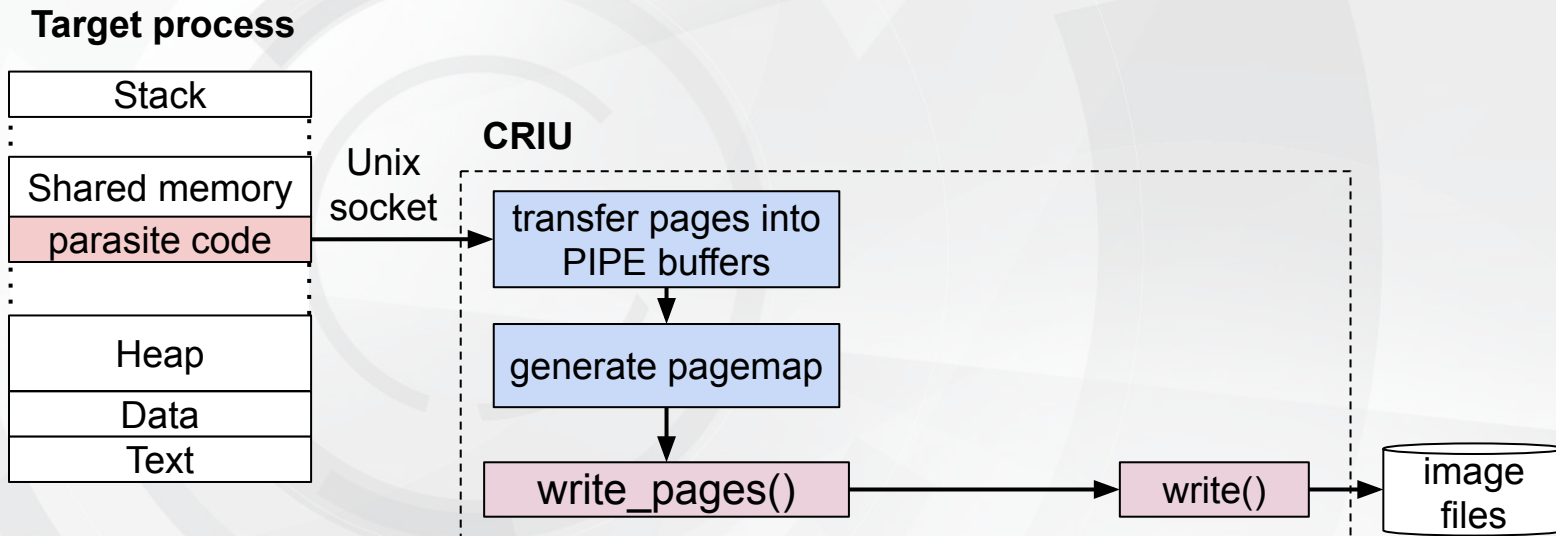 Target process
Stack
Shared memory
parasite code
Heap
Data
Text
Unix
socket
CRIU
transfer pages into
PIPE buffers
generate pagemap
write_pages()
write()
image
files